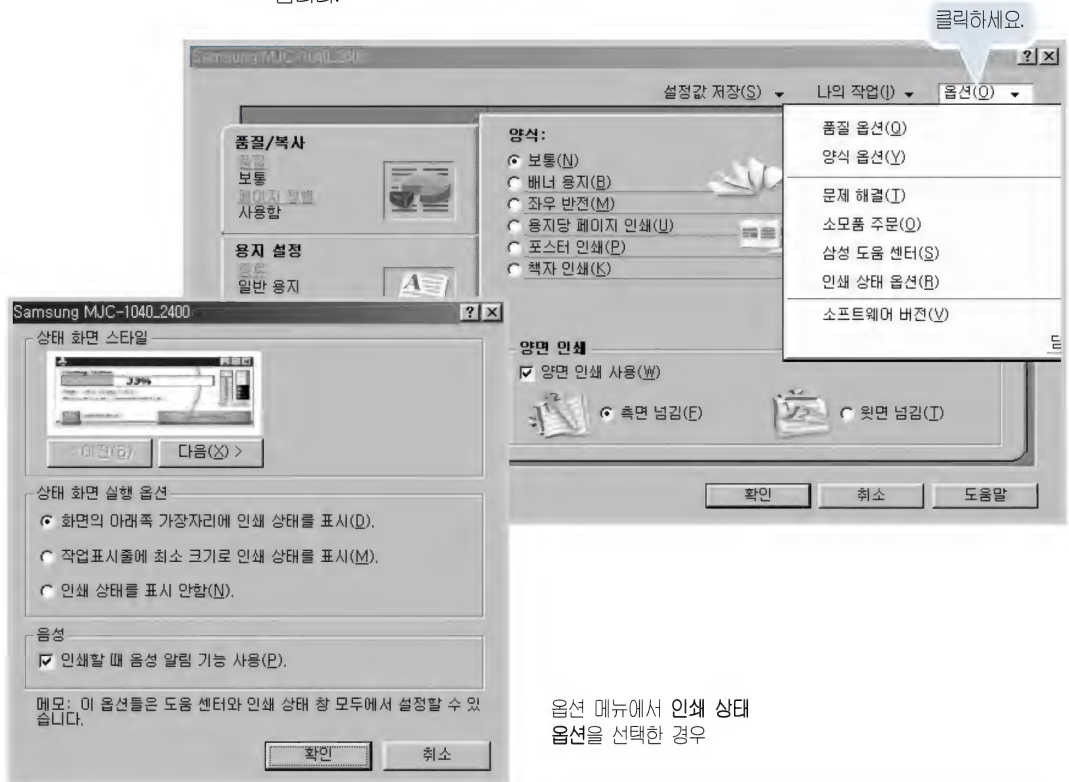 클릭하세요.
Samsung MJC-1040_240
설정값 저장(S)
나의 작업(I)
옵션(O)
품질/복사
품질
보통
페이지 정렬
사용함
용지 설정
종류
일반 용지
양식:
보통(N)
배너 용지(B)
좌우 반전(M)
용지당 페이지 인쇄(U)
포스터 인쇄(P)
책자 인쇄(K)
품질 옵션(Q)
양식 옵션(Y)
문제 해결(T)
소모품 주문(O)
삼성 도움 센터(S)
인쇄 상태 옵션(R)
소프트웨어 버전(V)
양면 인쇄
양면 인쇄 사용(W)
측면 넘김(F)
윗면 넘김(T)
확인
취소
도움말
Samsung MJC-1040_2400
상태 화면 스타일
33%
< 이전(B)
다음(X) >
상태 화면 실행 옵션
화면의 아래쪽 가장자리에 인쇄 상태를 표시(D).
작업표시줄에 최소 크기로 인쇄 상태를 표시(M).
인쇄 상태를 표시 안함(N).
음성
인쇄할 때 음성 알림 기능 사용(P).
메모: 이 옵션들은 도움 센터와 인쇄 상태 창 모두에서 설정할 수 있
습니다.
확인
취소
옵션 메뉴에서 인쇄 상태
옵션을 선택한 경우